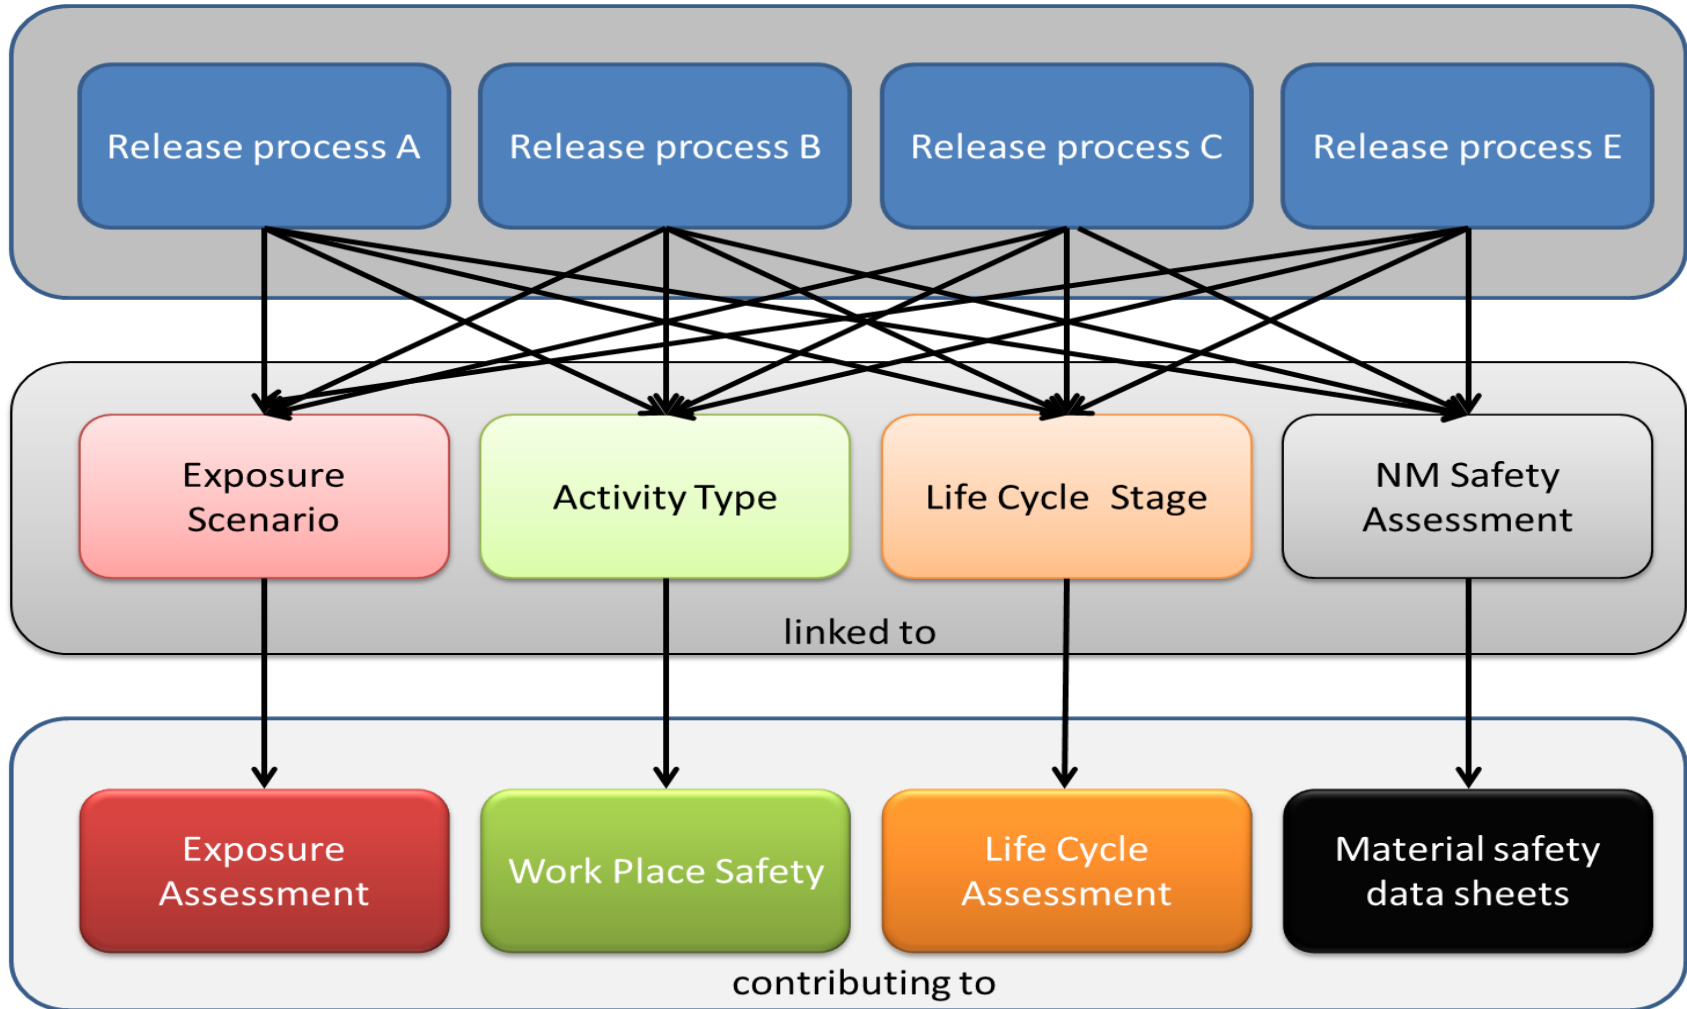 Release process A
Release process B
Release process C
Release process E
Exposure
Scenario
Activity Type
Life Cycle Stage
NM Safety
Assessment
linked to
Exposure
Assessment
Work Place Safety
Life Cycle
Assessment
Material safety
data sheets
contributing to